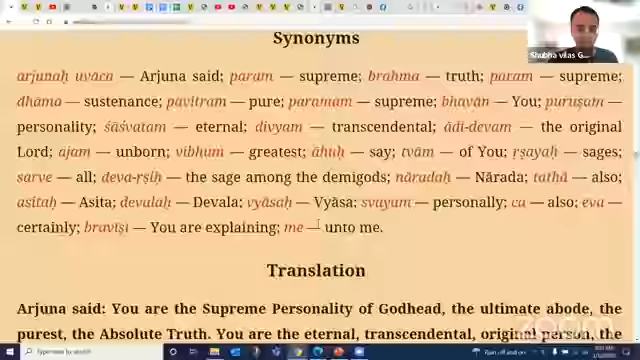 Synonyms
arjunaḥ uvāca — Arjuna said; param — supreme; brahma — truth; param — supreme;
dhāma — sustenance; pavitram — pure; paramam — supreme; bhavān — You; puruṣam —
personality; śāśvatam — eternal; divyam — transcendental; ādi-devam — the original
Lord; ajam — unborn; vibhum — greatest; āhuḥ — say; tvām — of You; ṛṣayaḥ — sages;
sarve — all; deva-ṛṣiḥ — the sage among the demigods; nāradaḥ — Nārada; tathā — also;
asitaḥ — Asita; devalaḥ — Devala; vyāsaḥ — Vyāsa; svayam — personally; ca — also; eva —
certainly; bravīṣi — You are explaining; me — unto me.
Translation
Arjuna said: You are the Supreme Personality of Godhead, the ultimate abode, the
purest, the Absolute Truth. You are the eternal, transcendental, original person, the
Shubha vilas G...
zoom
Type here to search